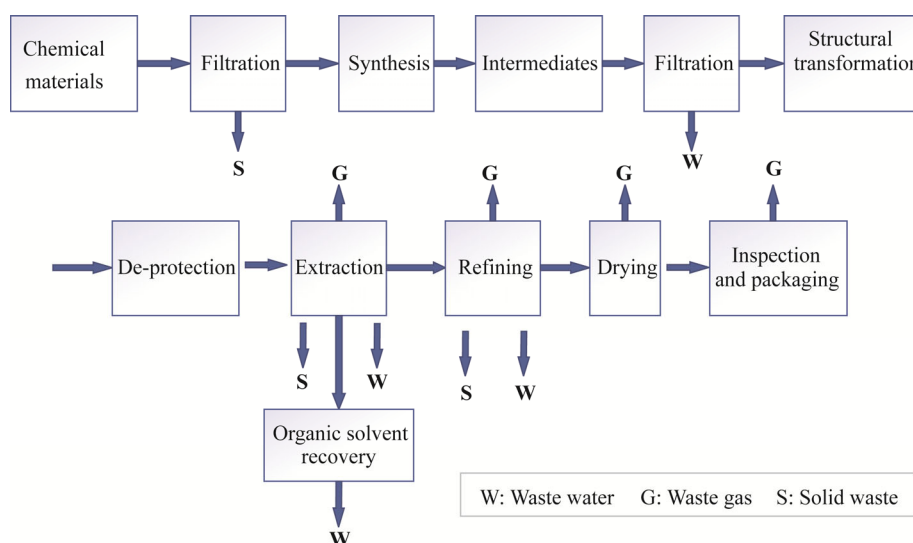 Chemical
materials
Filtration
Synthesis
Intermediates
Filtration
Structural
transformation
S
W
G
G
G
G
De-protection
Extraction
Refining
Drying
Inspection
and packaging
S
W
S
W
Organic solvent
recovery
W: Waste water G: Waste gas S: Solid waste
W